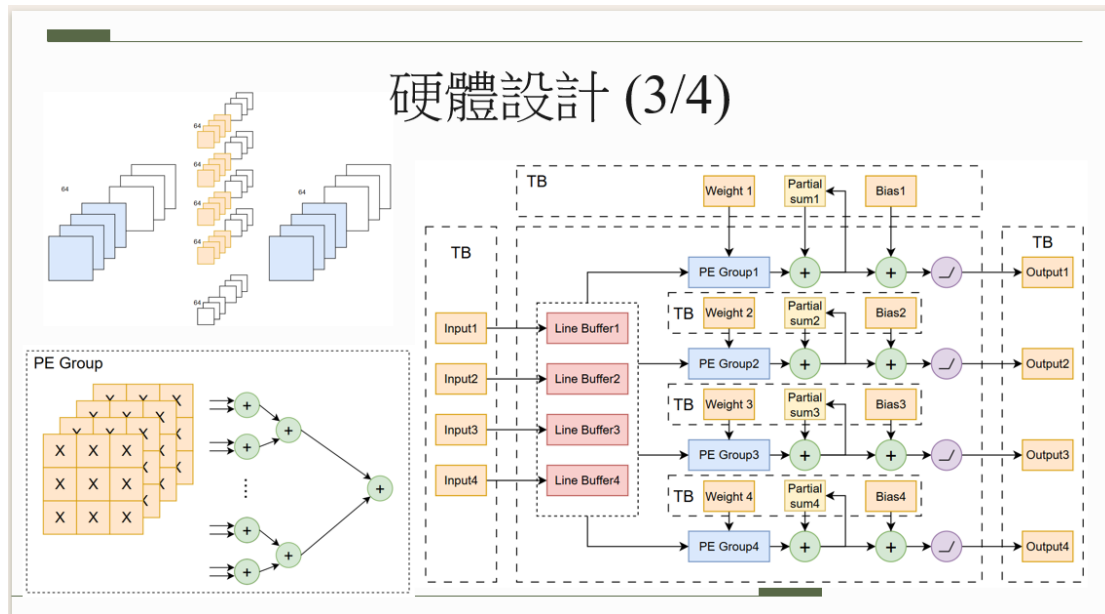 硬體設計 (3/4)
64
64
64
64
64
64
64
PE Group
X X X
X X X
X X X
X X X
X
X
X
X
X
+
+
+
+
+
+
+
⋮
TB
Weight 1
Partial
sum1
Bias1
TB
Input1
Input2
Input3
Input4
Line Buffer1
Line Buffer2
Line Buffer3
Line Buffer4
PE Group1
+
+
TB
Output1
TB
Weight 2
Partial
sum2
Bias2
PE Group2
+
+
Output2
TB
Weight 3
Partial
sum3
Bias3
PE Group3
+
+
Output3
TB
Weight 4
Partial
sum4
Bias4
PE Group4
+
+
Output4